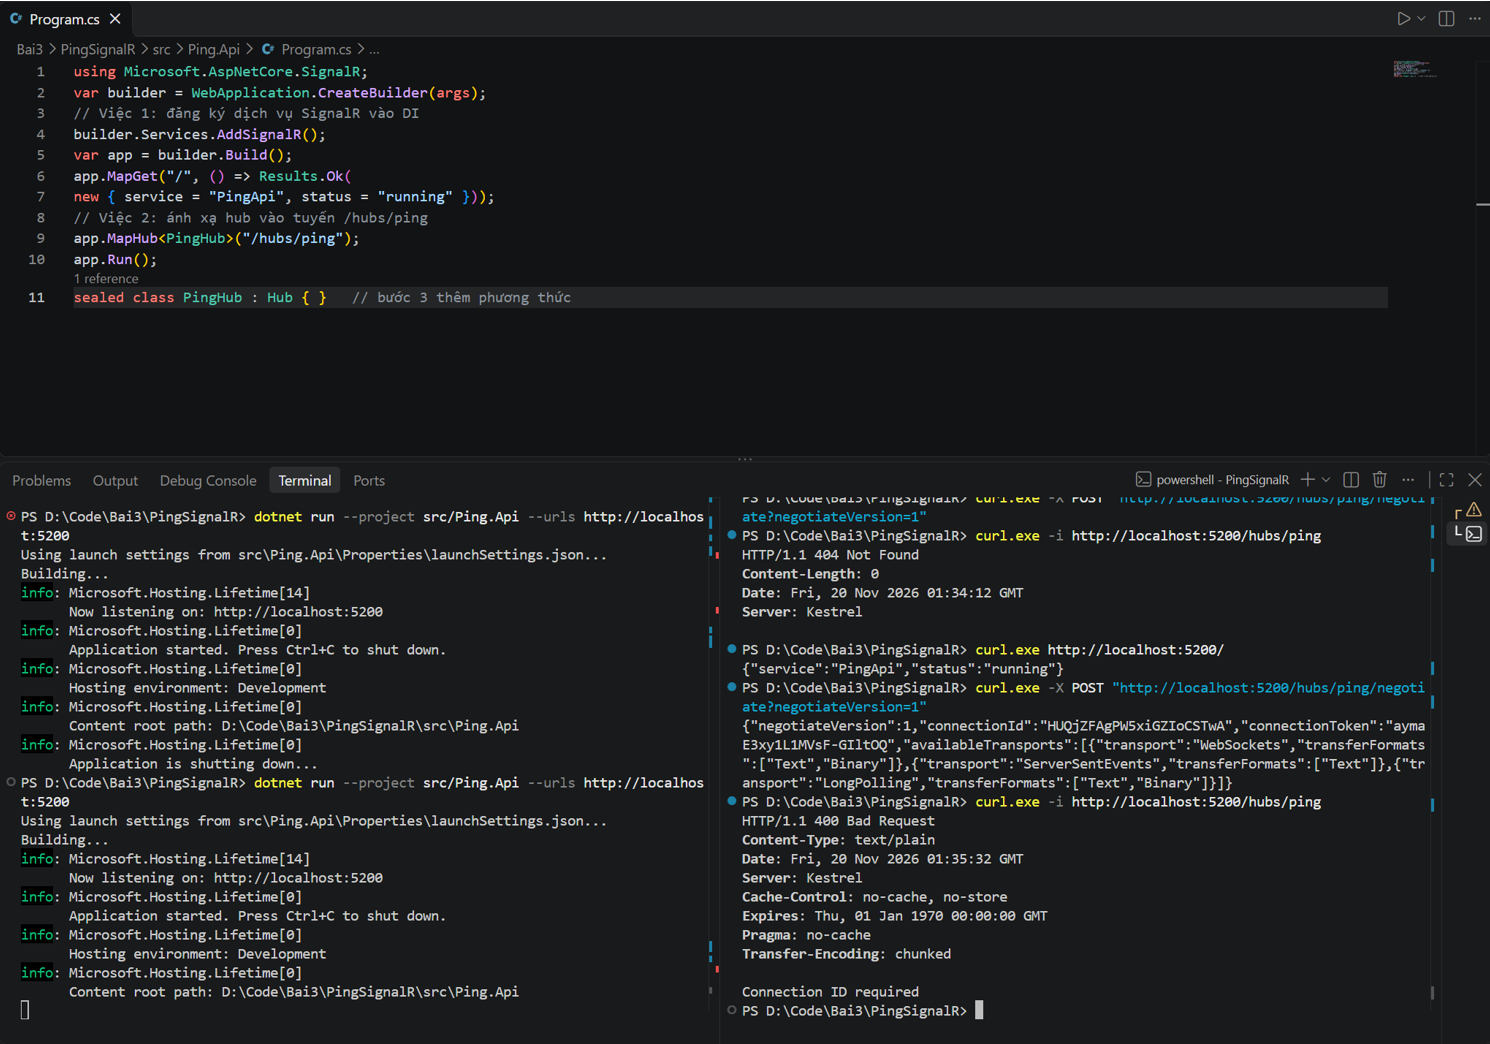 Program.cs
Bai3 > PingSignalR > src > Ping.Api > Program.cs > ...
1 using Microsoft.AspNetCore.SignalR;
2 var builder = WebApplication.CreateBuilder(args);
3 // Việc 1: đăng ký dịch vụ SignalR vào DI
4 builder.Services.AddSignalR();
5 var app = builder.Build();
6 app.MapGet("/", () => Results.Ok(
7 new { service = "PingApi", status = "running" }));
8 // Việc 2: ánh xạ hub vào tuyến /hubs/ping
9 app.MapHub<PingHub>("/hubs/ping");
10 app.Run();
1 reference
11 sealed class PingHub : Hub { } // bước 3 thêm phương thức
Problems Output Debug Console Terminal Ports
powershell - PingSignalR
PS D:\Code\Bai3\PingSignalR> dotnet run --project src/Ping.Api --urls http://localhos
t:5200
Using launch settings from src\Ping.Api\Properties\launchSettings.json...
Building...
info: Microsoft.Hosting.Lifetime[14]
Now listening on: http://localhost:5200
info: Microsoft.Hosting.Lifetime[0]
Application started. Press Ctrl+C to shut down.
info: Microsoft.Hosting.Lifetime[0]
Hosting environment: Development
info: Microsoft.Hosting.Lifetime[0]
Content root path: D:\Code\Bai3\PingSignalR\src\Ping.Api
info: Microsoft.Hosting.Lifetime[0]
Application is shutting down...
PS D:\Code\Bai3\PingSignalR> dotnet run --project src/Ping.Api --urls http://localhos
t:5200
Using launch settings from src\Ping.Api\Properties\launchSettings.json...
Building...
info: Microsoft.Hosting.Lifetime[14]
Now listening on: http://localhost:5200
info: Microsoft.Hosting.Lifetime[0]
Application started. Press Ctrl+C to shut down.
info: Microsoft.Hosting.Lifetime[0]
Hosting environment: Development
info: Microsoft.Hosting.Lifetime[0]
Content root path: D:\Code\Bai3\PingSignalR\src\Ping.Api
PS D:\Code\Bai3\PingSignalR> curl.exe -X POST "http://localhost:5200/hubs/ping/negoti
ate?negotiateVersion=1"
PS D:\Code\Bai3\PingSignalR> curl.exe -i http://localhost:5200/hubs/ping
HTTP/1.1 404 Not Found
Content-Length: 0
Date: Fri, 20 Nov 2026 01:34:12 GMT
Server: Kestrel
PS D:\Code\Bai3\PingSignalR> curl.exe http://localhost:5200/
{"service":"PingApi","status":"running"}
PS D:\Code\Bai3\PingSignalR> curl.exe -X POST "http://localhost:5200/hubs/ping/negoti
ate?negotiateVersion=1"
{"negotiateVersion":1,"connectionId":"HUQjZFAgPW5xiGZIoCSTwA","connectionToken":"ayma
E3xy1L1MVsF-GIltOQ","availableTransports":[{"transport":"WebSockets","transferFormats
":["Text","Binary"]},{"transport":"ServerSentEvents","transferFormats":["Text"]},{"tr
ansport":"LongPolling","transferFormats":["Text","Binary"]}]}
PS D:\Code\Bai3\PingSignalR> curl.exe -i http://localhost:5200/hubs/ping
HTTP/1.1 400 Bad Request
Content-Type: text/plain
Date: Fri, 20 Nov 2026 01:35:32 GMT
Server: Kestrel
Cache-Control: no-cache, no-store
Expires: Thu, 01 Jan 1970 00:00:00 GMT
Pragma: no-cache
Transfer-Encoding: chunked
Connection ID required
PS D:\Code\Bai3\PingSignalR>